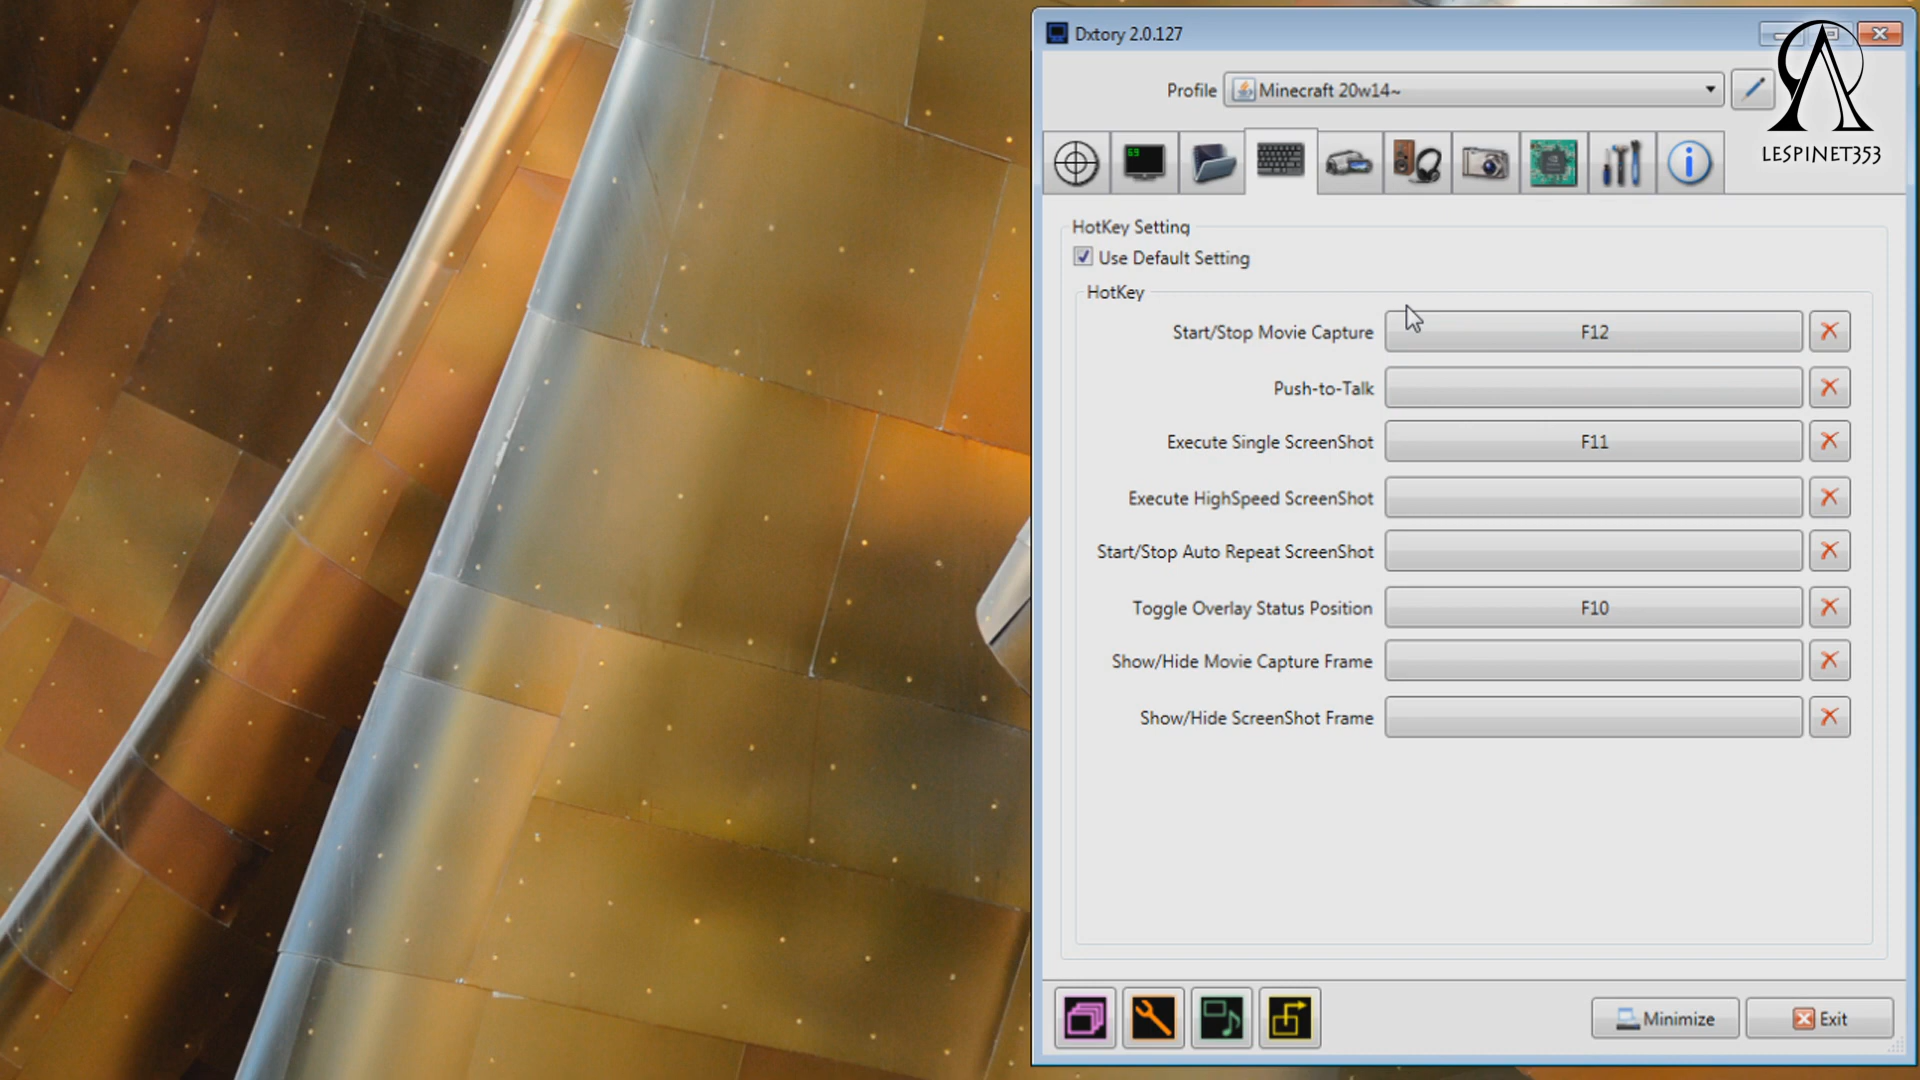 Dxtory 2.0.127
Profile
Minecraft 20w14~
LESPINET353
69
HotKey Setting
Use Default Setting
HotKey
Start/Stop Movie Capture F12
Push-to-Talk
Execute Single ScreenShot F11
Execute HighSpeed ScreenShot
Start/Stop Auto Repeat ScreenShot
Toggle Overlay Status Position F10
Show/Hide Movie Capture Frame
Show/Hide ScreenShot Frame
Minimize Exit